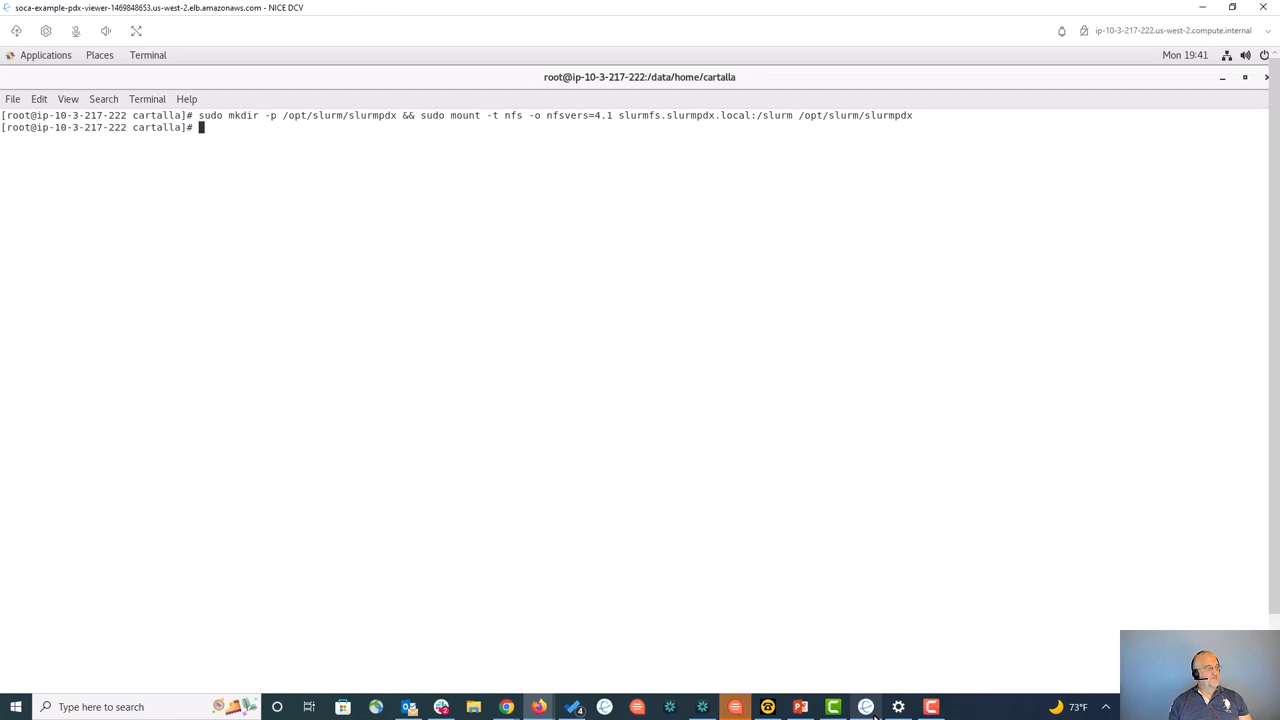 soca-example-pdx-viewer-1469848653.us-west-2.elb.amazonaws.com - NICE DCV
ip-10-3-217-222.us-west-2.compute.internal
Applications Places Terminal Mon 19:41
root@ip-10-3-217-222:/data/home/cartalla
File Edit View Search Terminal Help
[root@ip-10-3-217-222 cartalla]# sudo mkdir -p /opt/slurm/slurmpdx && sudo mount -t nfs -o nfsvers=4.1 slurmfs.slurmpdx.local:/slurm /opt/slurm/slurmpdx
[root@ip-10-3-217-222 cartalla]#
Type here to search 4 73°F